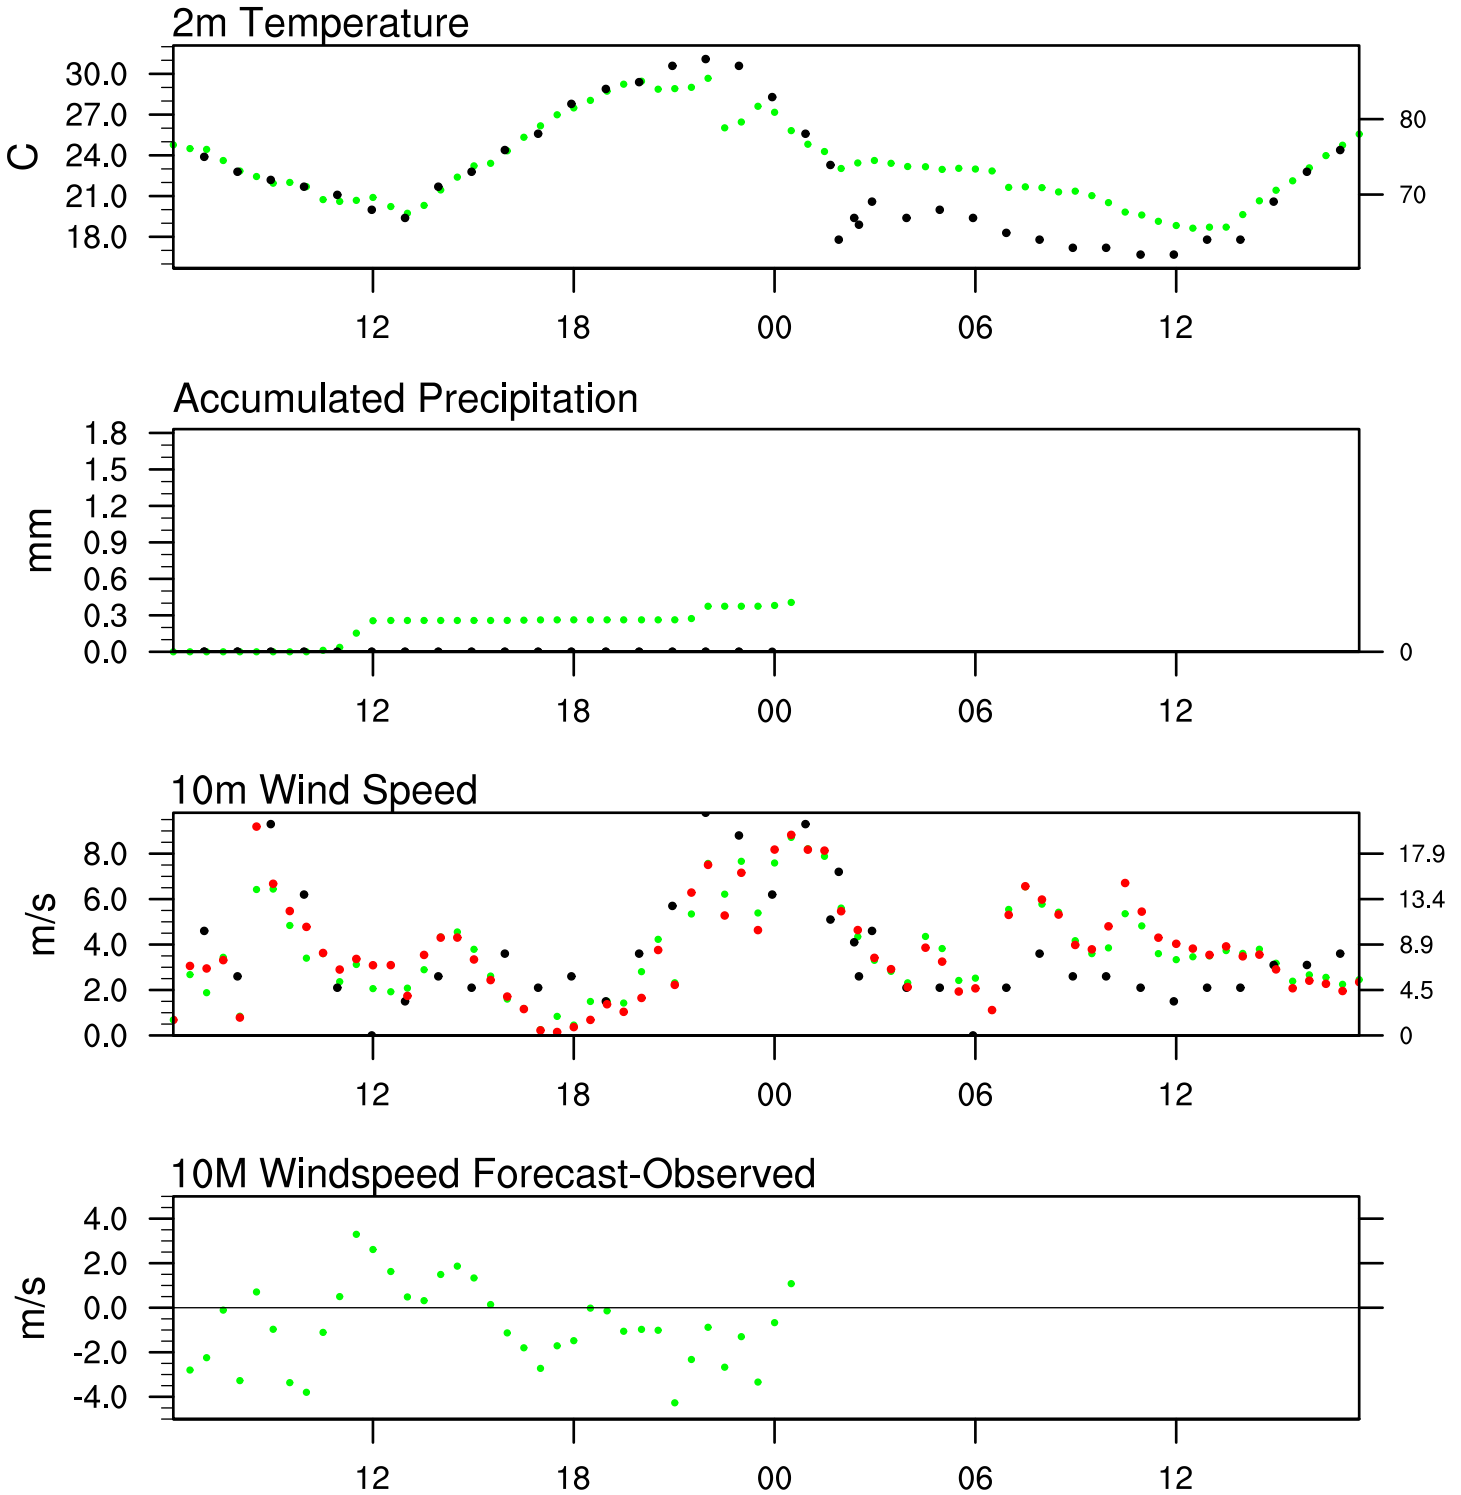 2m Temperature
30.0
27.0
80
24.0
C
21.0
70
18.0
12 18 00 06 12
Accumulated Precipitation
1.8
1.5
1.2
0.9
mm
0.6
0.3
0.0 0
12 18 00 06 12
10m Wind Speed
8.0 17.9
6.0 13.4
m/s
4.0 8.9
2.0 4.5
0.0 0
12 18 00 06 12
10M Windspeed Forecast-Observed
4.0
2.0
0.0
m/s
-2.0
-4.0
12 18 00 06 12